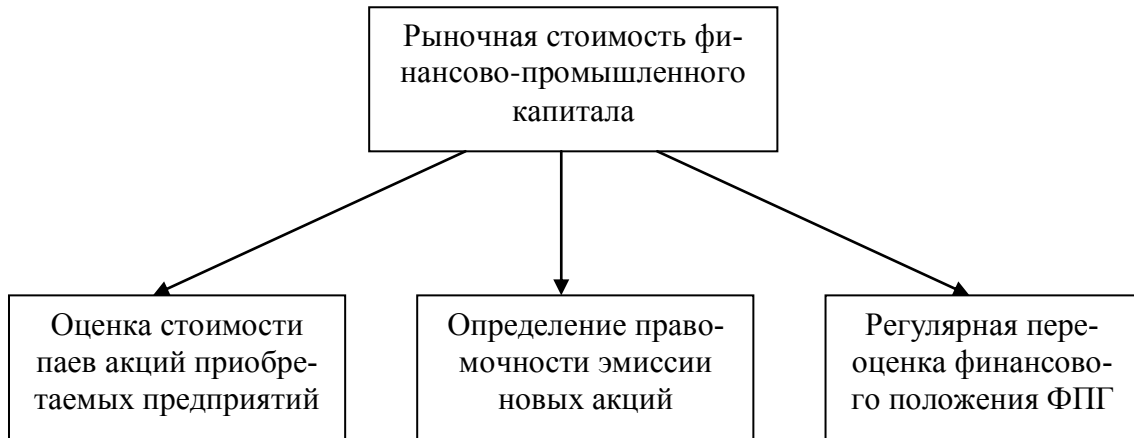 Рыночная стоимость фи-
нансово-промышленного
капитала
Оценка стоимости
паев акций приобре-
таемых предприятий
Определение право-
мочности эмиссии
новых акций
Регулярная пере-
оценка финансово-
го положения ФПГ